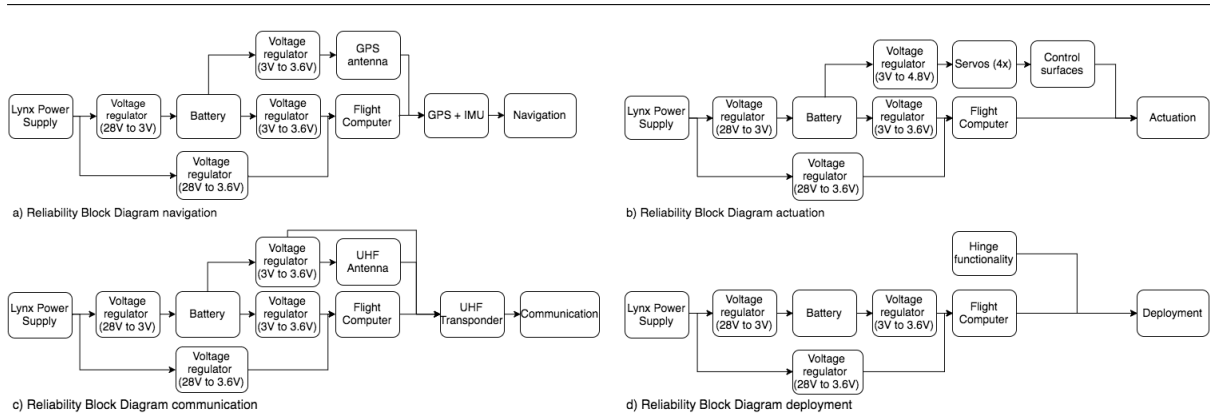 Voltage
regulator
(3V to 3.6V)
GPS
antenna
Lynx Power
Supply
Voltage
regulator
(28V to 3V)
Battery
Voltage
regulator
(3V to 3.6V)
Flight
Computer
GPS + IMU
Navigation
Voltage
regulator
(28V to 3.6V)
a) Reliability Block Diagram navigation
Voltage
regulator
(3V to 4.8V)
Servos (4x)
Control
surfaces
Lynx Power
Supply
Voltage
regulator
(28V to 3V)
Battery
Voltage
regulator
(3V to 3.6V)
Flight
Computer
Actuation
Voltage
regulator
(28V to 3.6V)
b) Reliability Block Diagram actuation
Voltage
regulator
(3V to 3.6V)
UHF
Antenna
Lynx Power
Supply
Voltage
regulator
(28V to 3V)
Battery
Voltage
regulator
(3V to 3.6V)
Flight
Computer
UHF
Transponder
Communication
Voltage
regulator
(28V to 3.6V)
c) Reliability Block Diagram communication
Hinge
functionality
Lynx Power
Supply
Voltage
regulator
(28V to 3V)
Battery
Voltage
regulator
(3V to 3.6V)
Flight
Computer
Deployment
Voltage
regulator
(28V to 3.6V)
d) Reliability Block Diagram deployment